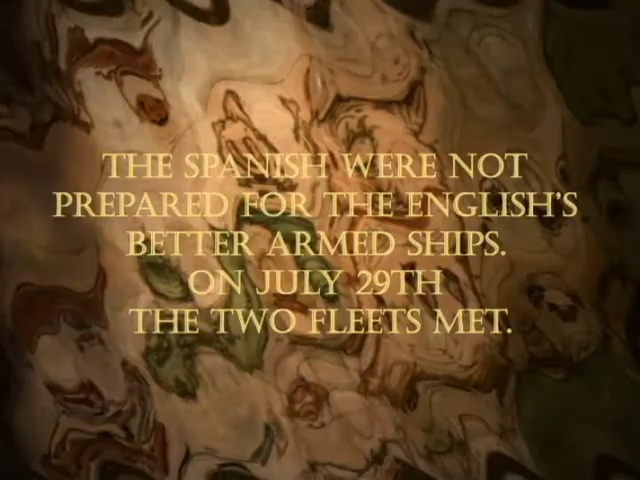 THE SPANISH WERE NOT
PREPARED FOR THE ENGLISH'S
BETTER ARMED SHIPS.
ON JULY 29TH
THE TWO FLEETS MET.